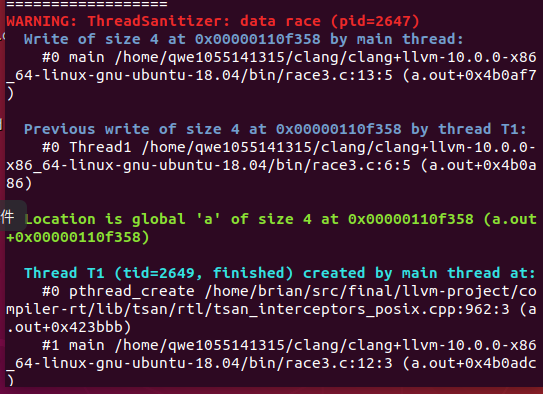 ==================
WARNING: ThreadSanitizer: data race (pid=2647)
  Write of size 4 at 0x00000110f358 by main thread:
    #0 main /home/qwe1055141315/clang/clang+llvm-10.0.0-x86
_64-linux-gnu-ubuntu-18.04/bin/race3.c:13:5 (a.out+0x4b0af7
)
  Previous write of size 4 at 0x00000110f358 by thread T1:
    #0 Thread1 /home/qwe1055141315/clang/clang+llvm-10.0.0-
x86_64-linux-gnu-ubuntu-18.04/bin/race3.c:6:5 (a.out+0x4b0a
86)
件
  Location is global 'a' of size 4 at 0x00000110f358 (a.out
+0x00000110f358)
  Thread T1 (tid=2649, finished) created by main thread at:
    #0 pthread_create /home/brian/src/final/llvm-project/co
mpiler-rt/lib/tsan/rtl/tsan_interceptors_posix.cpp:962:3 (a
.out+0x423bbb)
    #1 main /home/qwe1055141315/clang/clang+llvm-10.0.0-x86
_64-linux-gnu-ubuntu-18.04/bin/race3.c:12:3 (a.out+0x4b0adc
)